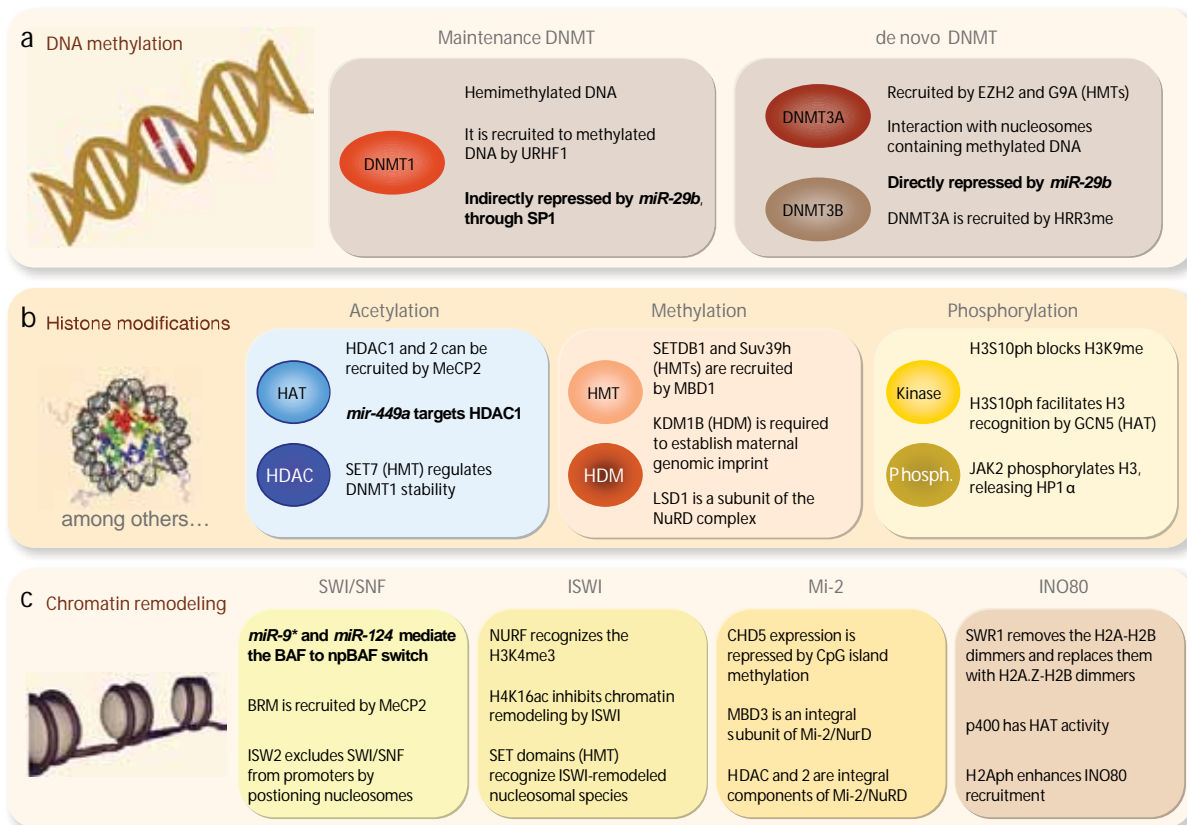 a DNA methylation
Maintenance DNMT
DNMT1
Hemimethylated DNA
It is recruited to methylated
DNA by URHF1
Indirectly repressed by miR-29b,
through SP1
de novo DNMT
DNMT3A
DNMT3B
Recruited by EZH2 and G9A (HMTs)
Interaction with nucleosomes
containing methylated DNA
Directly repressed by miR-29b
DNMT3A is recruited by HRR3me
b Histone modifications
among others…
Acetylation
HAT
HDAC
HDAC1 and 2 can be
recruited by MeCP2
mir-449a targets HDAC1
SET7 (HMT) regulates
DNMT1 stability
Methylation
HMT
HDM
SETDB1 and Suv39h
(HMTs) are recruited
by MBD1
KDM1B (HDM) is required
to establish maternal
genomic imprint
LSD1 is a subunit of the
NuRD complex
Phosphorylation
Kinase
Phosph.
H3S10ph blocks H3K9me
H3S10ph facilitates H3
recognition by GCN5 (HAT)
JAK2 phosphorylates H3,
releasing HP1α
c Chromatin remodeling
SWI/SNF
miR-9* and miR-124 mediate
the BAF to npBAF switch
BRM is recruited by MeCP2
ISW2 excludes SWI/SNF
from promoters by
postioning nucleosomes
ISWI
NURF recognizes the
H3K4me3
H4K16ac inhibits chromatin
remodeling by ISWI
SET domains (HMT)
recognize ISWI-remodeled
nucleosomal species
Mi-2
CHD5 expression is
repressed by CpG island
methylation
MBD3 is an integral
subunit of Mi-2/NurD
HDAC and 2 are integral
components of Mi-2/NuRD
INO80
SWR1 removes the H2A-H2B
dimmers and replaces them
with H2A.Z-H2B dimmers
p400 has HAT activity
H2Aph enhances INO80
recruitment